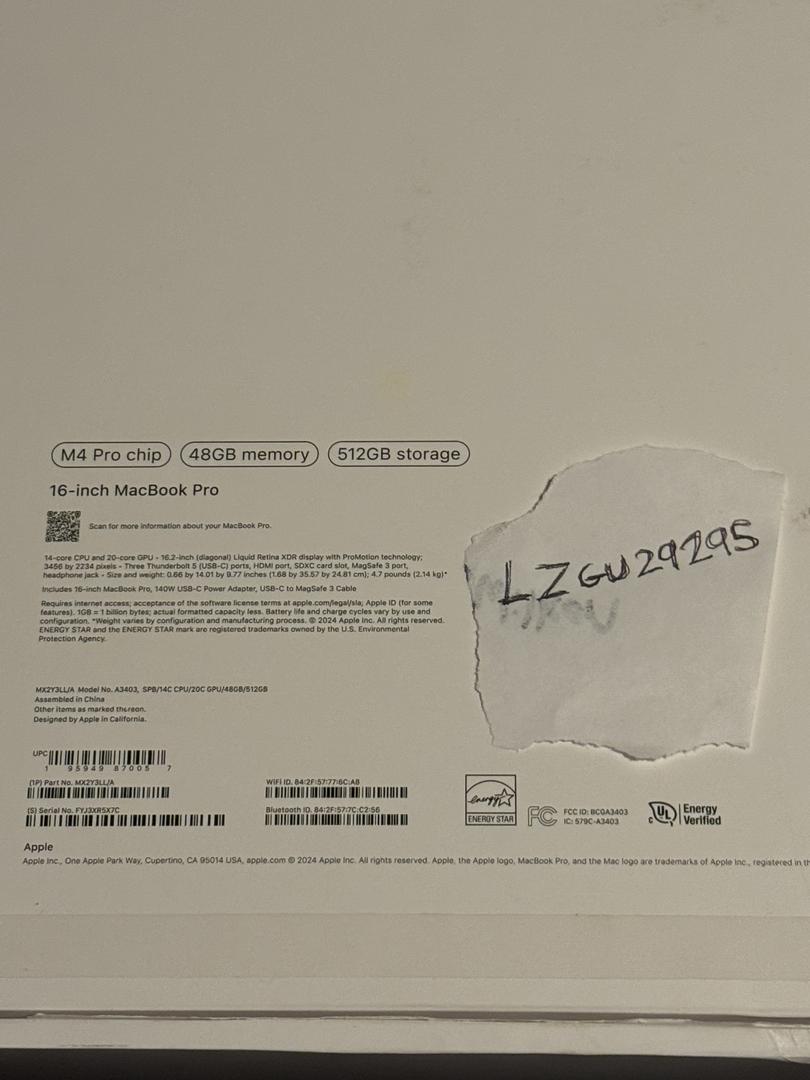 M4 Pro chip 48GB memory 512GB storage
16-inch MacBook Pro
Scan for more information about your MacBook Pro.
14-core CPU and 20-core GPU - 16.2-inch (diagonal) Liquid Retina XDR display with ProMotion technology;
3456 by 2234 pixels - Three Thunderbolt 5 (USB-C) ports, HDMI port, SDXC card slot, MagSafe 3 port,
headphone jack - Size and weight: 0.66 by 14.01 by 9.77 inches (1.68 by 35.57 by 24.81 cm); 4.7 pounds (2.14 kg)*
Includes 16-inch MacBook Pro, 140W USB-C Power Adapter, USB-C to MagSafe 3 Cable
Requires internet access; acceptance of the software license terms at apple.com/legal/sla; Apple ID (for some
features). 1GB = 1 billion bytes; actual formatted capacity less. Battery life and charge cycles vary by use and
configuration. *Weight varies by configuration and manufacturing process. © 2024 Apple Inc. All rights reserved.
ENERGY STAR and the ENERGY STAR mark are registered trademarks owned by the U.S. Environmental
Protection Agency.
LZGW29295
MX2Y3LL/A Model No. A3403, SPB/14C CPU/20C GPU/48GB/512GB
Assembled in China
Other items as marked thereon.
Designed by Apple in California.
UPC
1 95949 87005 7
(1P) Part No. MX2Y3LL/A
WiFi ID. 84:2F:57:77:6C:A8
(S) Serial No. FYJ3XR5X7C
Bluetooth ID. 84:2F:57:7C:C2:56
energy
ENERGY STAR
FC
FCC ID: BCGA3403
IC: 579C-A3403
c UL
Energy
Verified
Apple
Apple Inc., One Apple Park Way, Cupertino, CA 95014 USA, apple.com © 2024 Apple Inc. All rights reserved. Apple, the Apple logo, MacBook Pro, and the Mac logo are trademarks of Apple Inc., registered in